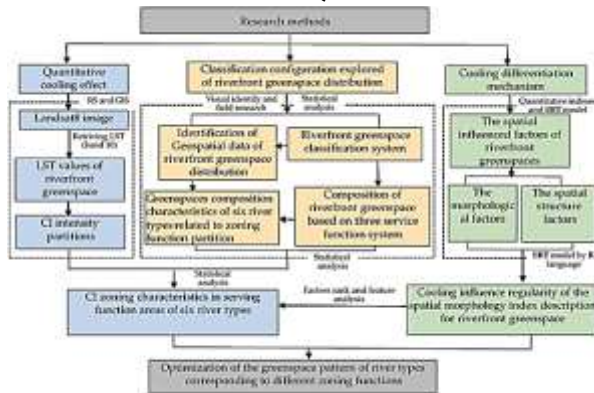 Research methods
Quantitative
cooling effect
Classification configuration explored
of riverfront greenspace distribution
Cooling differentiation
mechanism
RS and GIS
Visual identify and
field research
Statistical
analysis
Quantitative indexes
and BRT model
Landsat8 image
Retrieving LST
(band 10)
LST values of
riverfront
greenspace
CI intensity
partitions
Identification of
Geospatial data of
riverfront greenspace
distribution
Riverfront greenspace
classification system
Greenspaces composition
characteristics of six river
types related to zoning
function partition
Composition of
riverfront greenspace
based on three service
function system
The spatial
influenced factors of
riverfront
greenspaces
The
morphologic
al factors
The spatial
structure
factors
Statistical
analysis
Statistical
analysis
BRT model by R
language
CI zoning characteristics in serving
function areas of six river types
Factors rank and feature
analysis
Cooling influence regularity of the
spatial morphology index description
for riverfront greenspace
Optimization of the greenspace pattern of river types
corresponding to different zoning functions